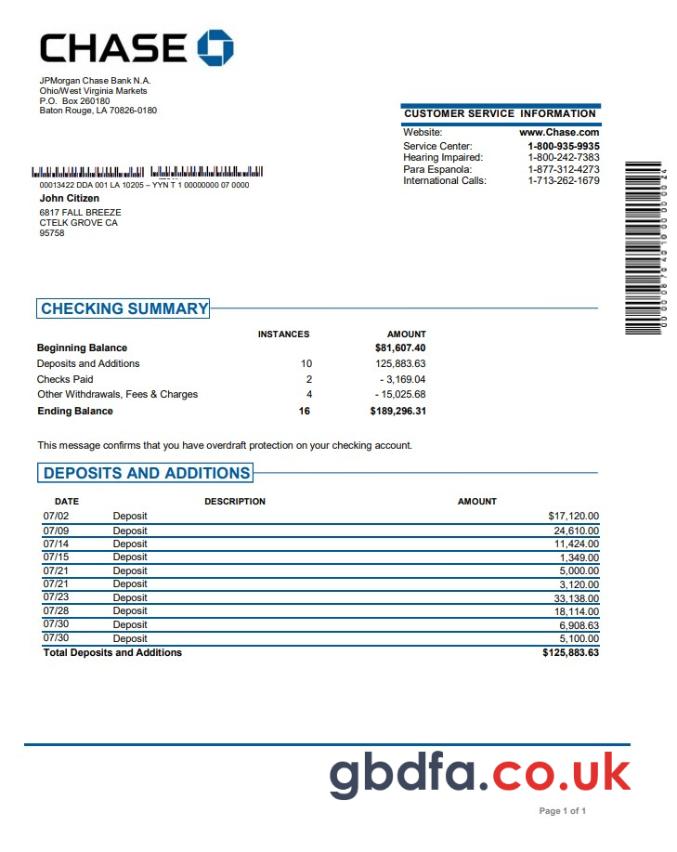 CHASE
JPMorgan Chase Bank N.A.
Ohio/West Virginia Markets
P.O. Box 260180
Baton Rouge, LA 70826-0180
CUSTOMER SERVICE INFORMATION
Website: www.Chase.com
Service Center: 1-800-935-9935
Hearing Impaired: 1-800-242-7383
Para Espanola: 1-877-312-4273
International Calls: 1-713-262-1679
00013422 DDA 001 LA 10205 – YYN T 1 00000000 07 0000
John Citizen
6817 FALL BREEZE
CTELK GROVE CA
95758
CHECKING SUMMARY
INSTANCES AMOUNT
Beginning Balance $81,607.40
Deposits and Additions 10 125,883.63
Checks Paid 2 - 3,169.04
Other Withdrawals, Fees & Charges 4 - 15,025.68
Ending Balance 16 $189,296.31
This message confirms that you have overdraft protection on your checking account.
DEPOSITS AND ADDITIONS
DATE DESCRIPTION AMOUNT
07/02 Deposit $17,120.00
07/09 Deposit 24,610.00
07/14 Deposit 11,424.00
07/15 Deposit 1,349.00
07/21 Deposit 5,000.00
07/21 Deposit 3,120.00
07/23 Deposit 33,138.00
07/28 Deposit 18,114.00
07/30 Deposit 6,908.63
07/30 Deposit 5,100.00
Total Deposits and Additions $125,883.63
gbdfa.co.uk
Page 1 of 1